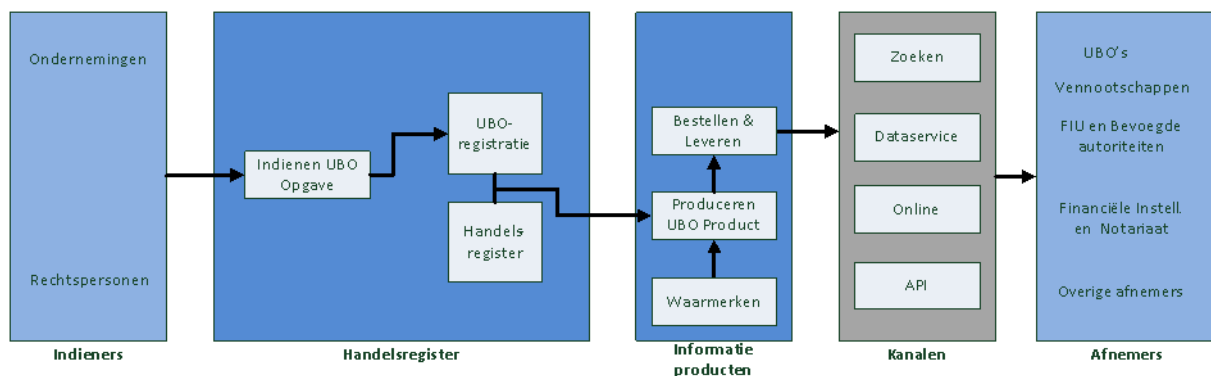 Ondernemingen
Rechtspersonen
Indieners
Indienen UBO
Opgave
UBO-
registratie
Handels-
register
Handelsregister
Bestellen &
Leveren
Produceren
UBO Product
Waarmerken
Informatie
producten
Zoeken
Dataservice
Online
API
Kanalen
UBO's
Vennootschappen
FIU en Bevoegde
autoriteiten
Financiële Instell.
en Notariaat
Overige afnemers
Afnemers